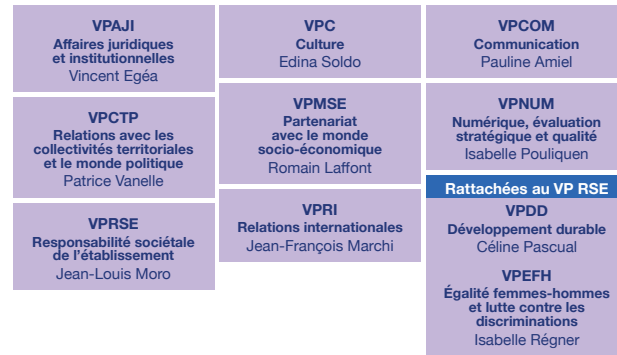 VPAJI
Affaires juridiques
et institutionnelles
Vincent Egéa
VPCTP
Relations avec les
collectivités territoriales
et le monde politique
Patrice Vanelle
VPRSE
Responsabilité sociétale
de l'établissement
Jean-Louis Moro
VPC
Culture
Edina Soldo
VPMSE
Partenariat
avec le monde
socio-économique
Romain Laffont
VPRI
Relations internationales
Jean-François Marchi
VPCOM
Communication
Pauline Amiel
VPNUM
Numérique, évaluation
stratégique et qualité
Isabelle Pouliquen
Rattachées au VP RSE
VPDD
Développement durable
Céline Pascual
VPEFH
Égalité femmes-hommes
et lutte contre les
discriminations
Isabelle Régner